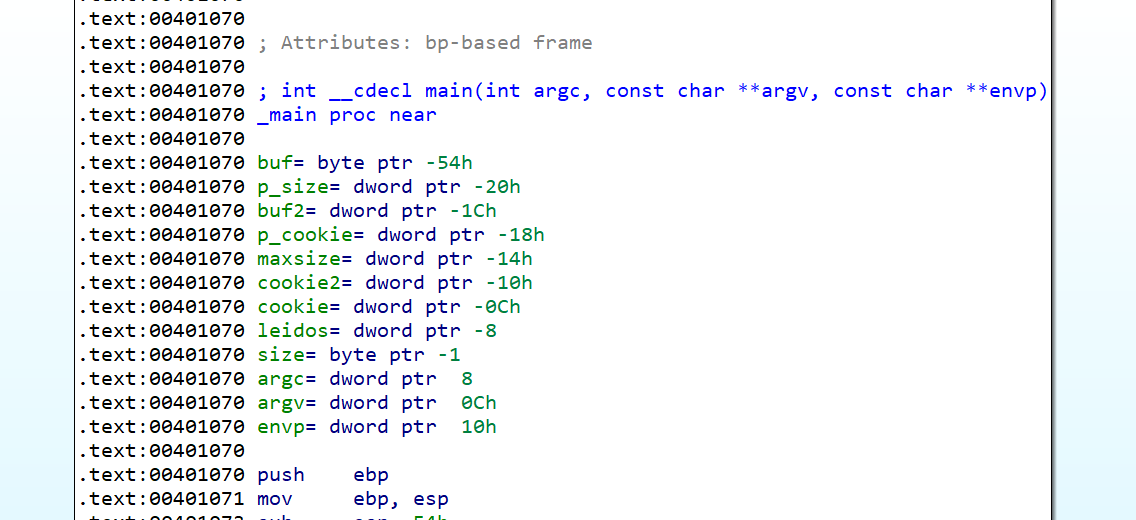 .text:00401070
.text:00401070 ; Attributes: bp-based frame
.text:00401070
.text:00401070 ; int __cdecl main(int argc, const char **argv, const char **envp)
.text:00401070 _main proc near
.text:00401070
.text:00401070 buf= byte ptr -54h
.text:00401070 p_size= dword ptr -20h
.text:00401070 buf2= dword ptr -1Ch
.text:00401070 p_cookie= dword ptr -18h
.text:00401070 maxsize= dword ptr -14h
.text:00401070 cookie2= dword ptr -10h
.text:00401070 cookie= dword ptr -0Ch
.text:00401070 leidos= dword ptr -8
.text:00401070 size= byte ptr -1
.text:00401070 argc= dword ptr  8
.text:00401070 argv= dword ptr  0Ch
.text:00401070 envp= dword ptr  10h
.text:00401070
.text:00401070 push    ebp
.text:00401071 mov     ebp, esp